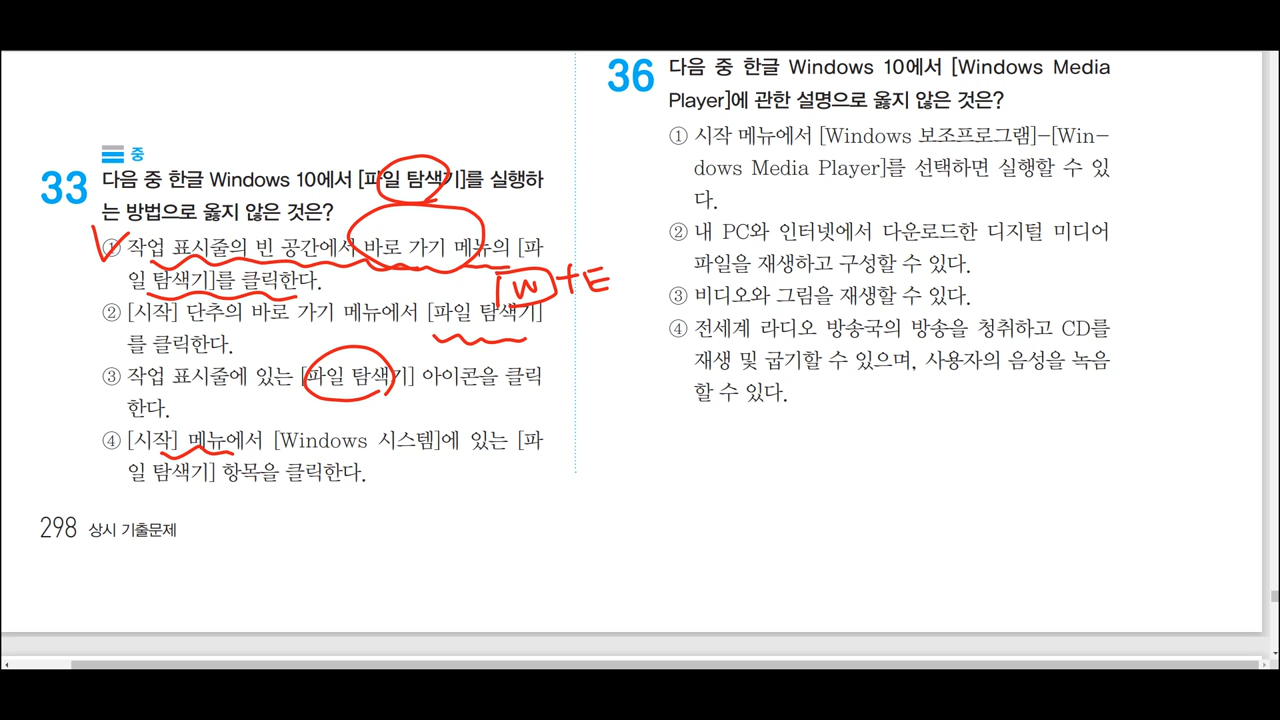 중
33 다음 중 한글 Windows 10에서 [파일 탐색기]를 실행하
는 방법으로 옳지 않은 것은?
① 작업 표시줄의 빈 공간에서 바로 가기 메뉴의 [파
일 탐색기]를 클릭한다.
W+E
② [시작] 단추의 바로 가기 메뉴에서 [파일 탐색기]
를 클릭한다.
③ 작업 표시줄에 있는 [파일 탐색기] 아이콘을 클릭
한다.
④ [시작] 메뉴에서 [Windows 시스템]에 있는 [파
일 탐색기] 항목을 클릭한다.
298 상시 기출문제
36 다음 중 한글 Windows 10에서 [Windows Media
Player]에 관한 설명으로 옳지 않은 것은?
① 시작 메뉴에서 [Windows 보조프로그램]-[Win-
dows Media Player]를 선택하면 실행할 수 있
다.
② 내 PC와 인터넷에서 다운로드한 디지털 미디어
파일을 재생하고 구성할 수 있다.
③ 비디오와 그림을 재생할 수 있다.
④ 전세계 라디오 방송국의 방송을 청취하고 CD를
재생 및 굽기할 수 있으며, 사용자의 음성을 녹음
할 수 있다.